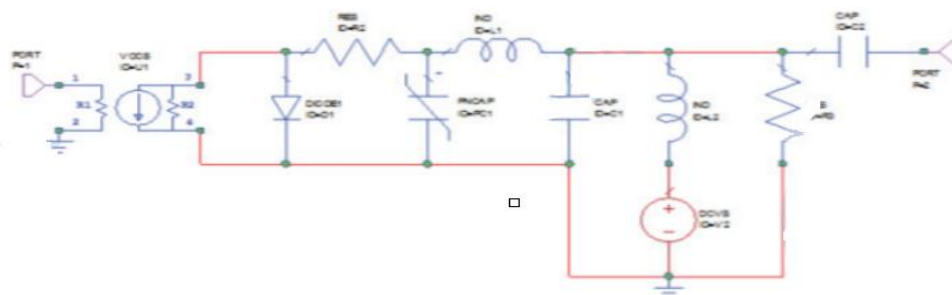 PORT
P=1
1
2
R1
VCCS
ID=U1
R2
3
4
DIODE1
ID=D1
RES
ID=R2
PNCAP
ID=PC1
IND
ID=L1
CAP
ID=C1
IND
ID=L2
DCVS
ID=V2
CAP
ID=C2
PORT
P=2